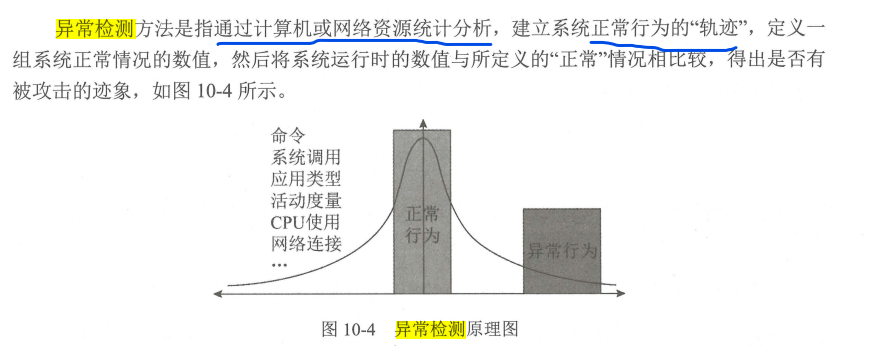 异常检测方法是指通过计算机或网络资源统计分析，建立系统正常行为的“轨迹”，定义一
组系统正常情况的数值，然后将系统运行时的数值与所定义的“正常”情况相比较，得出是否有
被攻击的迹象，如图 10-4 所示。
命令
系统调用
应用类型
活动度量
CPU使用
网络连接
…
正常
行为
异常行为
图 10-4 异常检测原理图